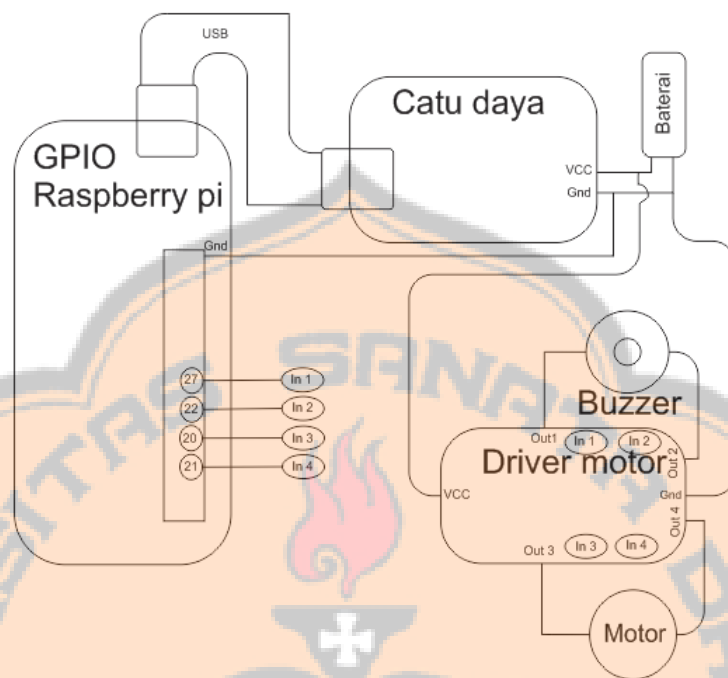 USB
Catu daya
Baterai
GPIO
Raspberry pi
VCC
Gnd
Gnd
27
In 1
22
In 2
20
In 3
21
In 4
Buzzer
Out1
In 1
In 2
Out 2
Driver motor
VCC
Gnd
Out 4
Out 3
In 3
In 4
Motor
SANATA